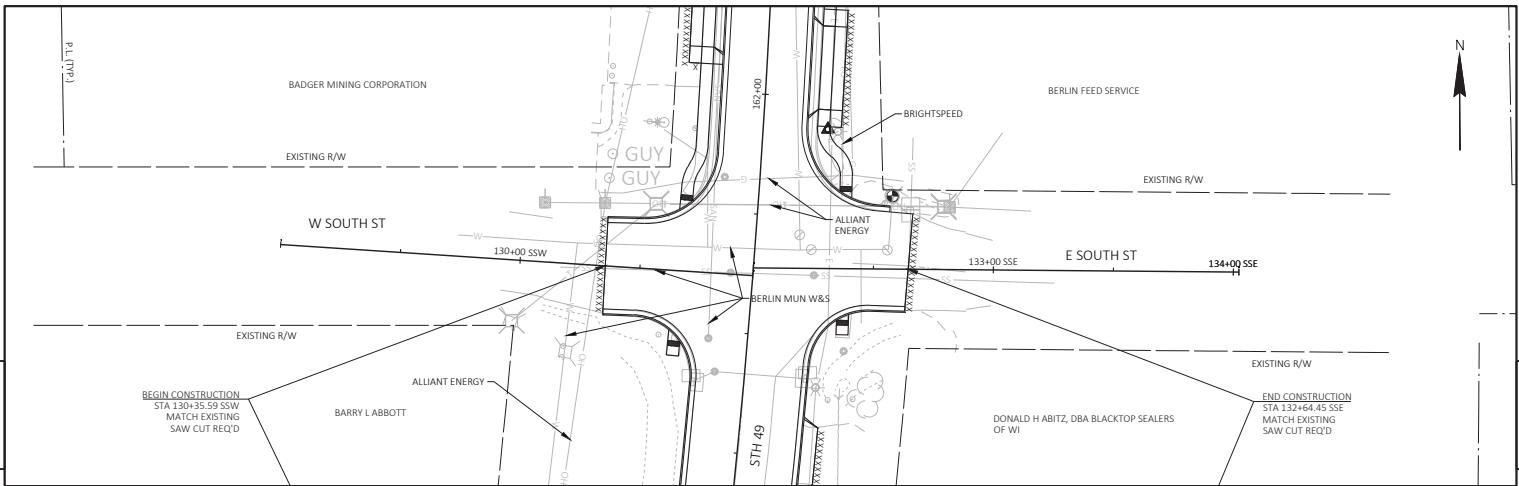 P.L. (TYP.)
BADGER MINING CORPORATION
162+00
BERLIN FEED SERVICE
N
BRIGHTSPEED
GUY
GUY
EXISTING R/W
EXISTING R/W
W SOUTH ST
ALLIANT
ENERGY
130+00 SSW
E SOUTH ST
133+00 SSE
134+00 SSE
BERLIN MUN W&S
EXISTING R/W
EXISTING R/W
ALLIANT ENERGY
BEGIN CONSTRUCTION
STA 130+35.59 SSW
MATCH EXISTING
SAW CUT REQ'D
BARRY L ABBOTT
STH 49
DONALD H ABITZ, DBA BLACKTOP SEALERS
OF WI
END CONSTRUCTION
STA 132+64.45 SSE
MATCH EXISTING
SAW CUT REQ'D